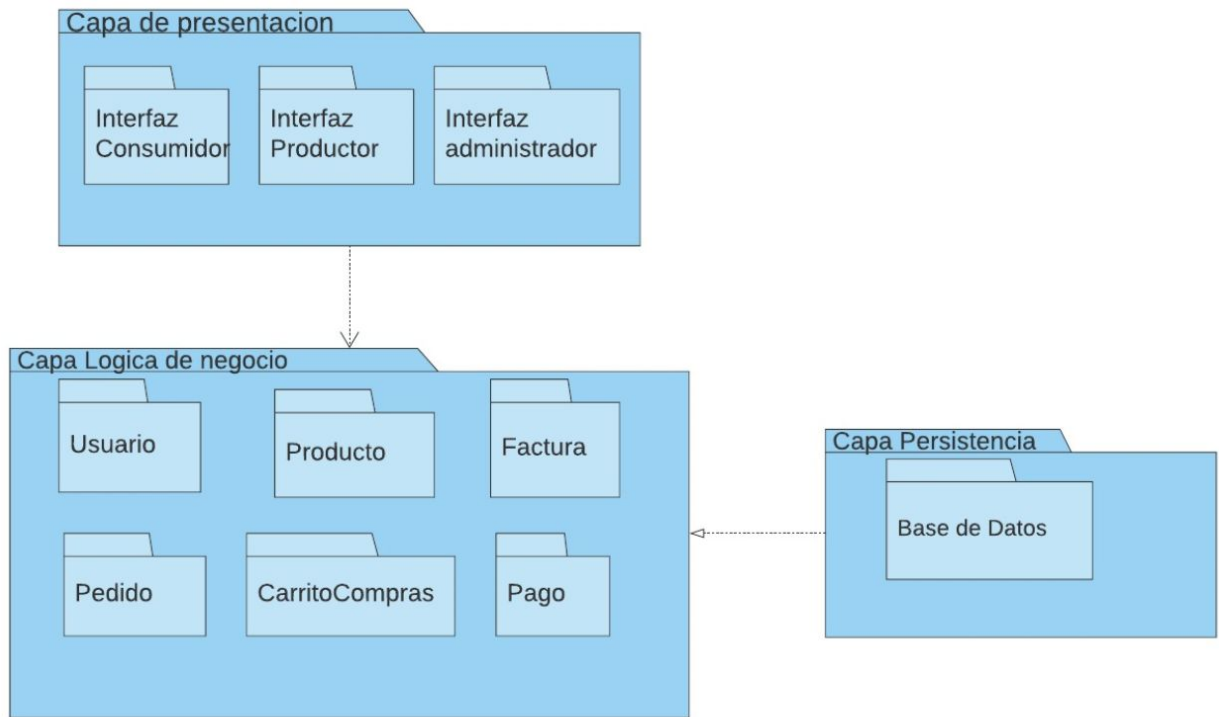 Capa de presentacion
Interfaz
Consumidor
Interfaz
Productor
Interfaz
administrador
Capa Logica de negocio
Usuario
Producto
Factura
Pedido
CarritoCompras
Pago
Capa Persistencia
Base de Datos